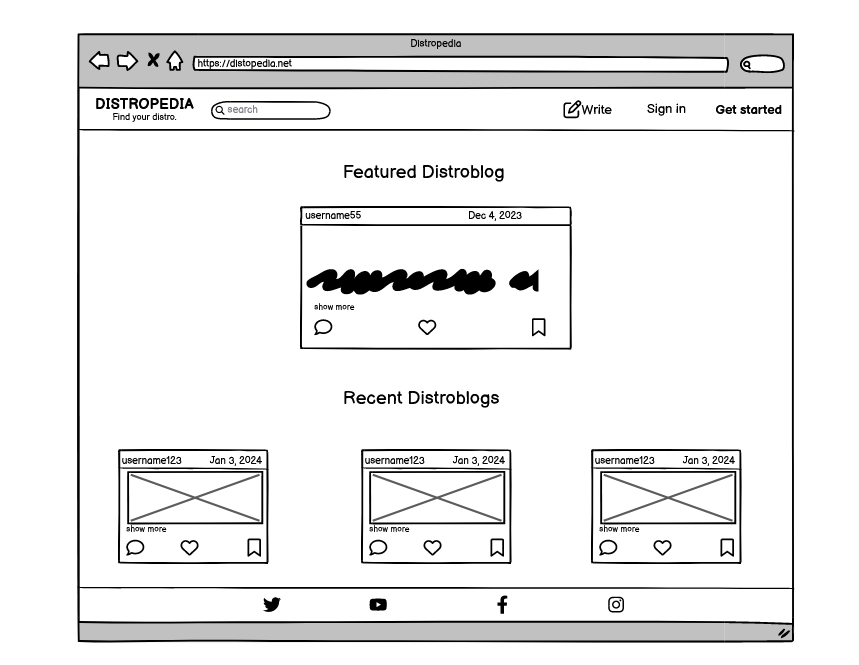 Distropedia
https://distopedia.net
DISTROPEDIA
Find your distro.
search
Write
Sign in
Get started
Featured Distroblog
username55 Dec 4, 2023
show more
Recent Distroblogs
username123 Jan 3, 2024
show more
username123 Jan 3, 2024
show more
username123 Jan 3, 2024
show more